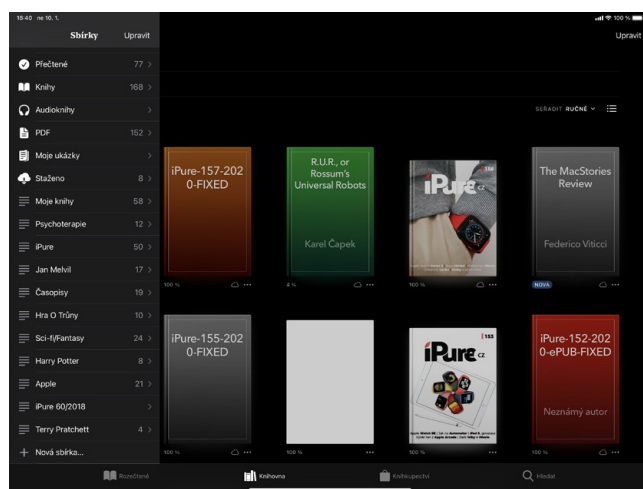 18:40 ne 10. 1.
100 %
Sbírky
Upravit
Upravit
Přečtené 77
Knihy 168
Audioknihy
PDF 152
Moje ukázky
Staženo 8
Moje knihy 58
Psychoterapie 12
iPure 50
Jan Melvil 17
Časopisy 19
Hra O Trůny 10
Sci-fi/Fantasy 24
Harry Potter 8
Apple 21
iPure 60/2018
Terry Pratchett 4
Nová sbírka...
SEŘADIT RUČNĚ
iPure-157-202
0-FIXED
100 %
R.U.R., or
Rossum's
Universal Robots
Karel Čapek
4 %
156
iPure.cz
100 %
The MacStories
Review
Federico Viticci
NOVÁ
iPure-155-202
0-FIXED
100 %
100 %
153
iPure.cz
100 %
iPure-152-202
0-ePUB-FIXED
Neznámý autor
100 %
Rozečtené
Knihovna
Knihkupectví
Hledat